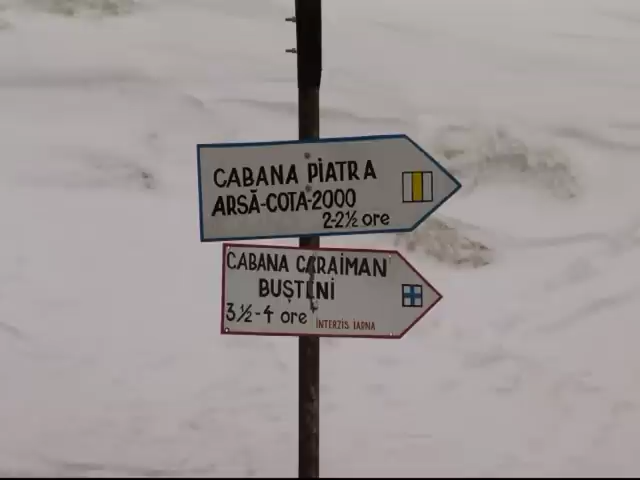 CABANA PIATRA
ARSĂ-COTA-2000
2-2½ ore
CABANA CARAIMAN
BUȘTENI
3½-4 ore
INTERZIS IARNA